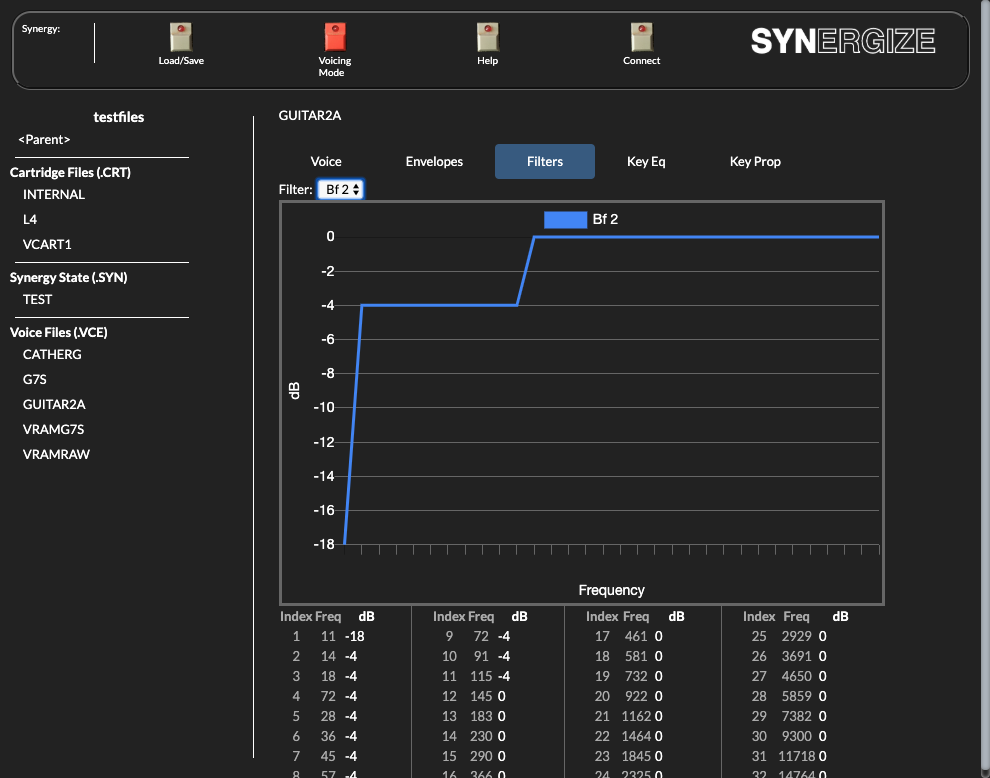 Synergy:
Load/Save
Voicing
Mode
Help
Connect
SYNERGIZE
testfiles
<Parent>
Cartridge Files (.CRT)
INTERNAL
L4
VCART1
Synergy State (.SYN)
TEST
Voice Files (.VCE)
CATHERG
G7S
GUITAR2A
VRAMG7S
VRAMRAW
GUITAR2A
Voice Envelopes Filters Key Eq Key Prop
Filter: Bf 2
Bf 2
0
-2
-4
-6
-8
-10
-12
-14
-16
-18
dB
Frequency
Index Freq dB Index Freq dB Index Freq dB Index Freq dB
1 11 -18 9 72 -4 17 461 0 25 2929 0
2 14 -4 10 91 -4 18 581 0 26 3691 0
3 18 -4 11 115 -4 19 732 0 27 4650 0
4 72 -4 12 145 0 20 922 0 28 5859 0
5 28 -4 13 183 0 21 1162 0 29 7382 0
6 36 -4 14 230 0 22 1464 0 30 9300 0
7 45 -4 15 290 0 23 1845 0 31 11718 0
8 57 -4 16 366 0 24 2325 0 32 14764 0